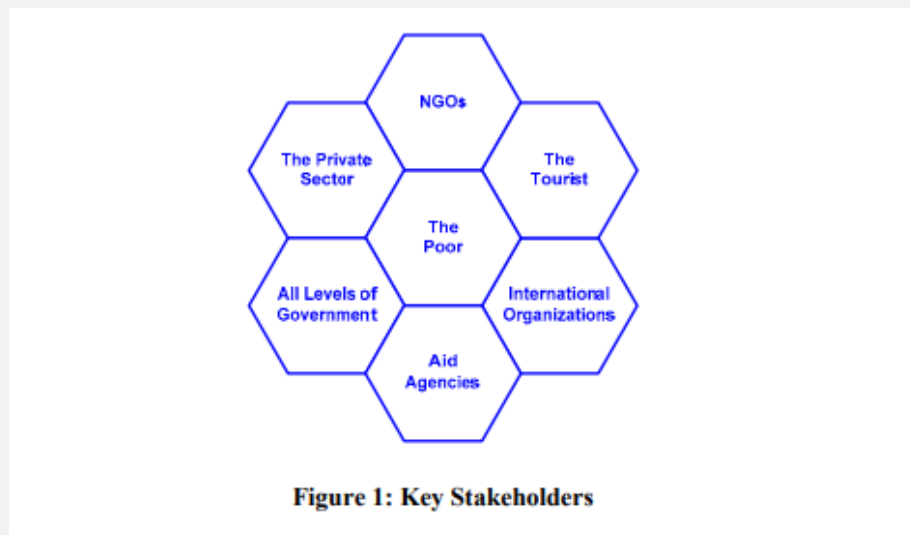 NGOs
The Private
Sector
The
Tourist
The
Poor
All Levels of
Government
International
Organizations
Aid
Agencies
Figure 1: Key Stakeholders